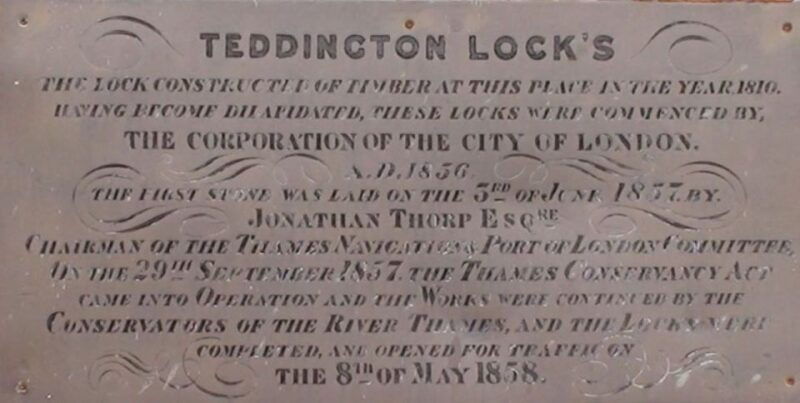 TEDDINGTON LOCK'S
THE LOCK CONSTRUCTED OF TIMBER AT THIS PLACE IN THE YEAR 1810.
HAVING BECOME DILAPIDATED, THESE LOCKS WERE COMMENCED BY,
THE CORPORATION OF THE CITY OF LONDON.
A.D. 1856.
THE FIRST STONE WAS LAID ON THE 3RD OF JUNE 1857. BY.
JONATHAN THORP ESQRE
CHAIRMAN OF THE THAMES NAVIGATION & PORT OF LONDON COMMITTEE,
ON THE 29TH SEPTEMBER 1857. THE THAMES CONSERVANCY ACT
CAME INTO OPERATION AND THE WORKS WERE CONTINUED BY THE
CONSERVATORS OF THE RIVER THAMES, AND THE LOCKS WERE
COMPLETED, AND OPENED FOR TRAFFIC ON
THE 8TH OF MAY 1858.